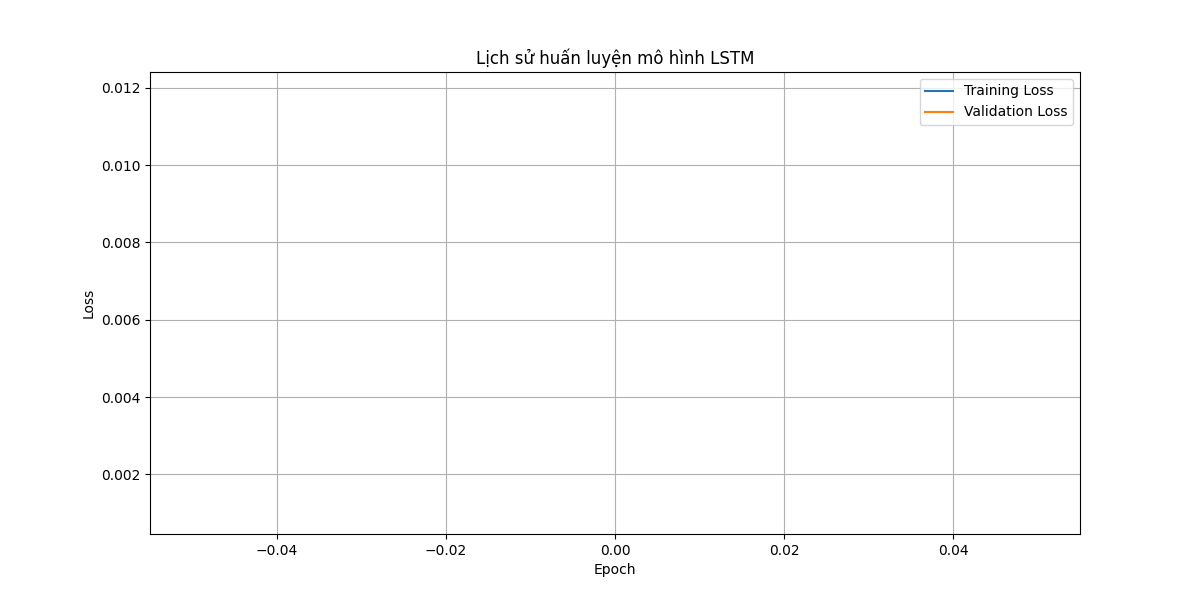 Lịch sử huấn luyện mô hình LSTM
Training Loss
Validation Loss
0.012
0.010
0.008
0.006
0.004
0.002
Loss
−0.04
−0.02
0.00
0.02
0.04
Epoch